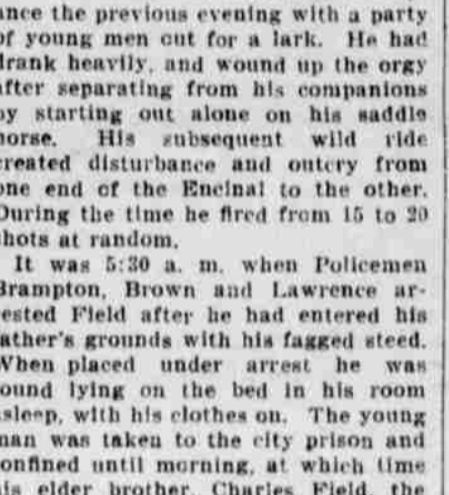 ance the previous evening with a party
of young men out for a lark. He had
drank heavily, and wound up the orgy
after separating from his companions
by starting out alone on his saddle
horse. His subsequent wild ride
created disturbance and outcry from
one end of the Encinal to the other.
During the time he fired from 15 to 20
shots at random.
It was 5:30 a. m. when Policemen
Brampton, Brown and Lawrence ar-
rested Field after he had entered his
father's grounds with his fagged steed.
When placed under arrest he was
found lying on the bed in his room
asleep, with his clothes on. The young
man was taken to the city prison and
confined until morning, at which time
his elder brother, Charles Field, the